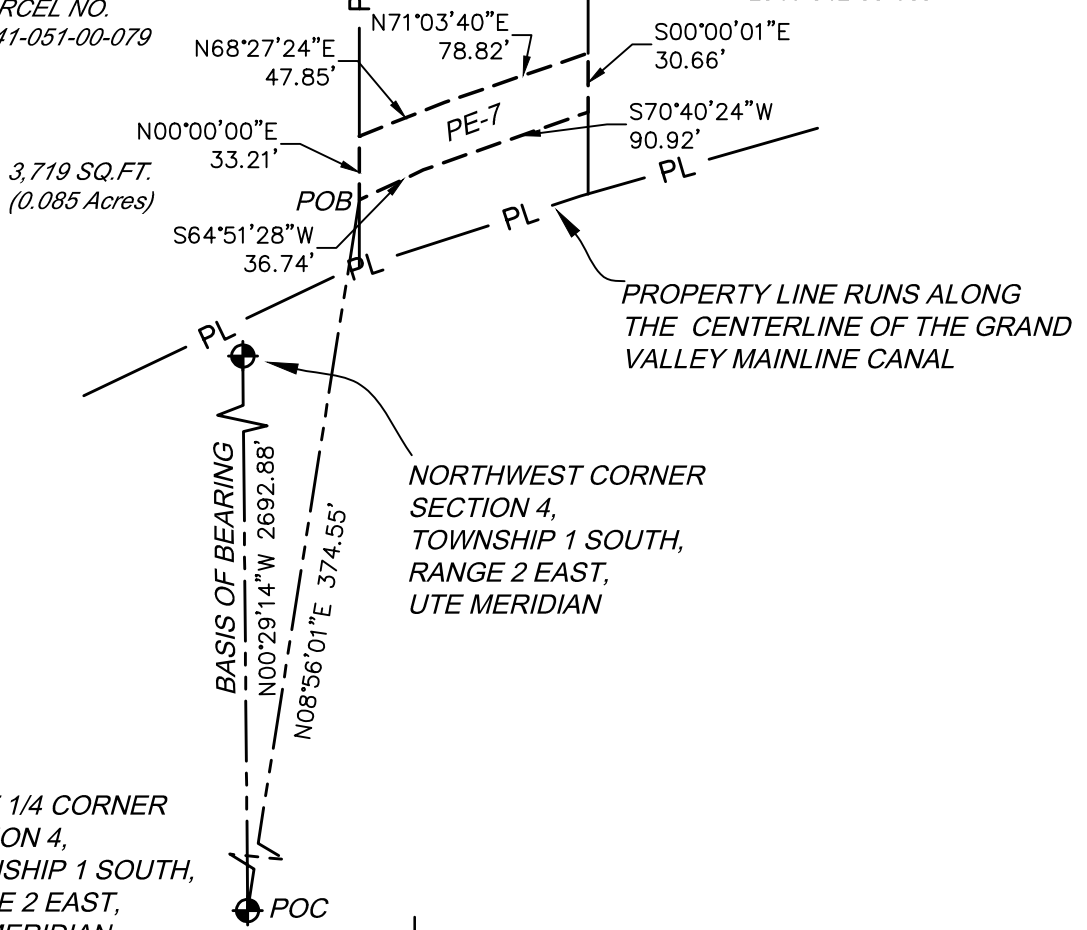 RCEL NO.
41-051-00-079
N71°03'40"E
78.82'
S00°00'01"E
30.66'
N68°27'24"E
47.85'
PE-7
S70°40'24"W
90.92'
N00°00'00"E
33.21'
3,719 SQ.FT.
(0.085 Acres)
POB
S64°51'28"W
36.74'
PL
PL
PL
PL
PROPERTY LINE RUNS ALONG
THE CENTERLINE OF THE GRAND
VALLEY MAINLINE CANAL
NORTHWEST CORNER
SECTION 4,
TOWNSHIP 1 SOUTH,
RANGE 2 EAST,
UTE MERIDIAN
BASIS OF BEARING
N00°29'14"W 2692.88'
N08°56'01"E 374.55'
1/4 CORNER
ON 4,
NSHIP 1 SOUTH,
E 2 EAST,
MERIDIAN
POC